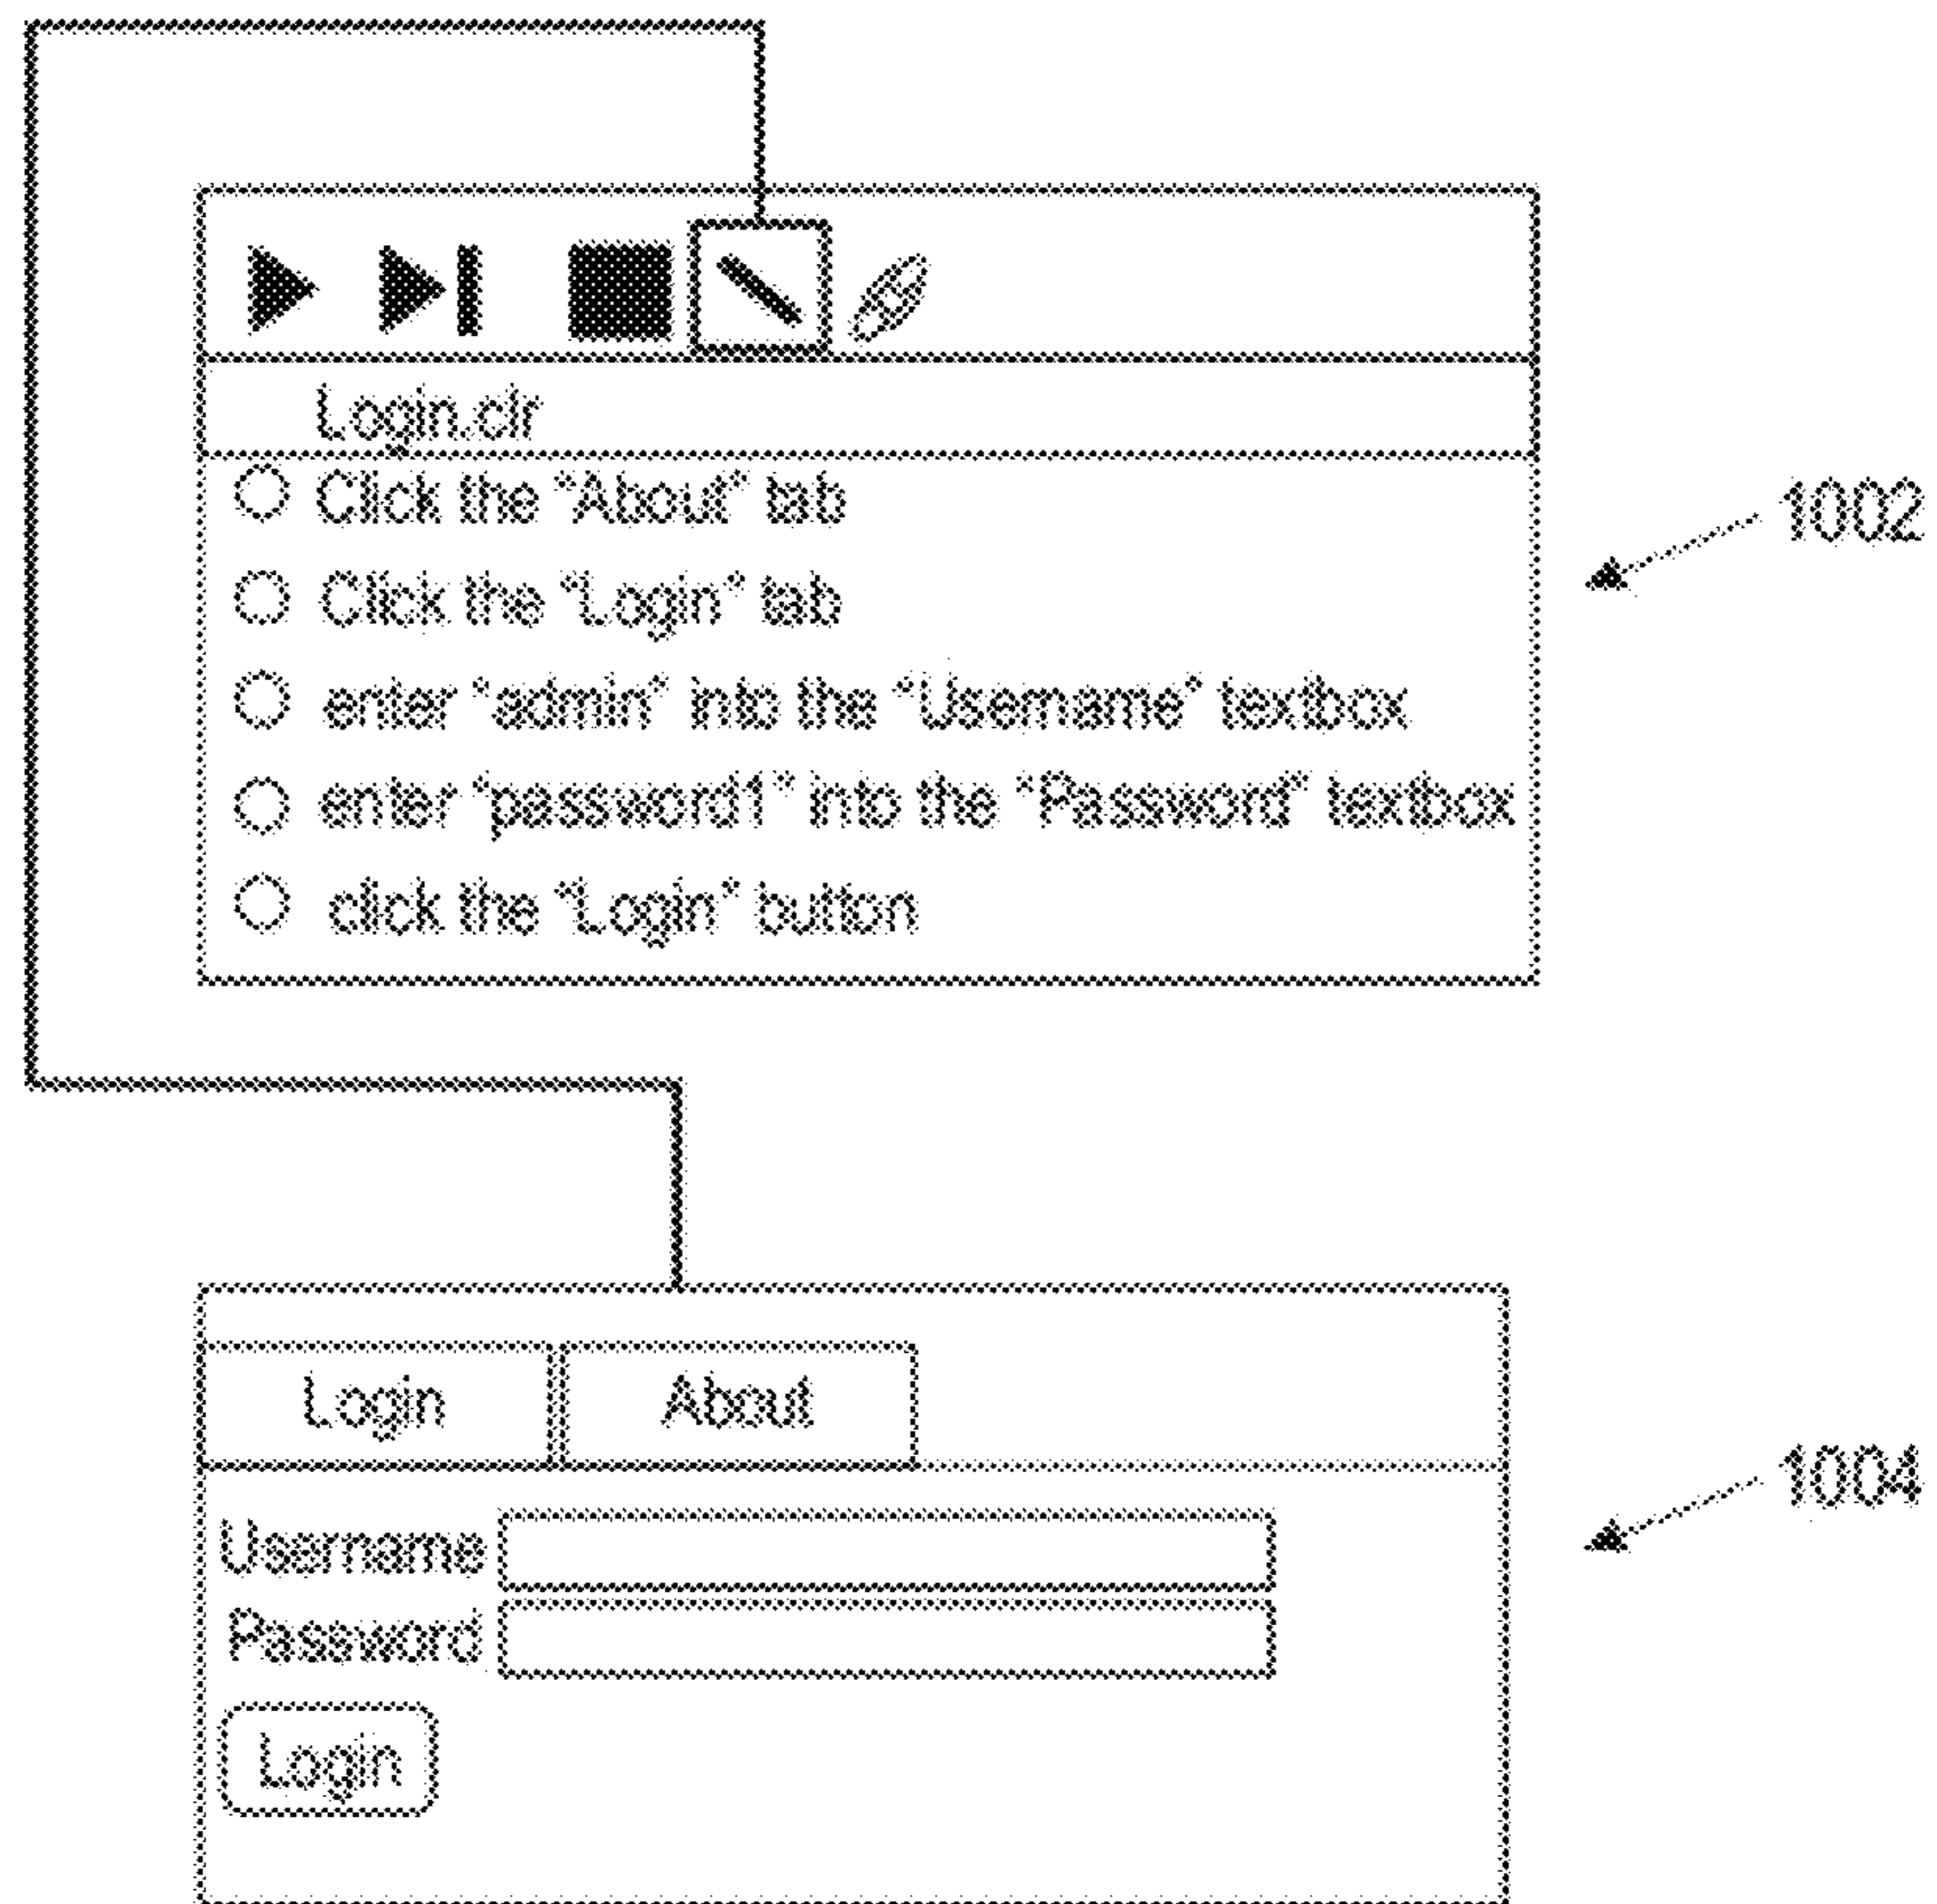 Login.clr
Click the "About" tab
Click the "Login" tab
enter "admin" into the "Username" textbox
enter "password1" into the "Password" textbox
click the "Login" button
1002
Login About
1004
Username
Password
Login